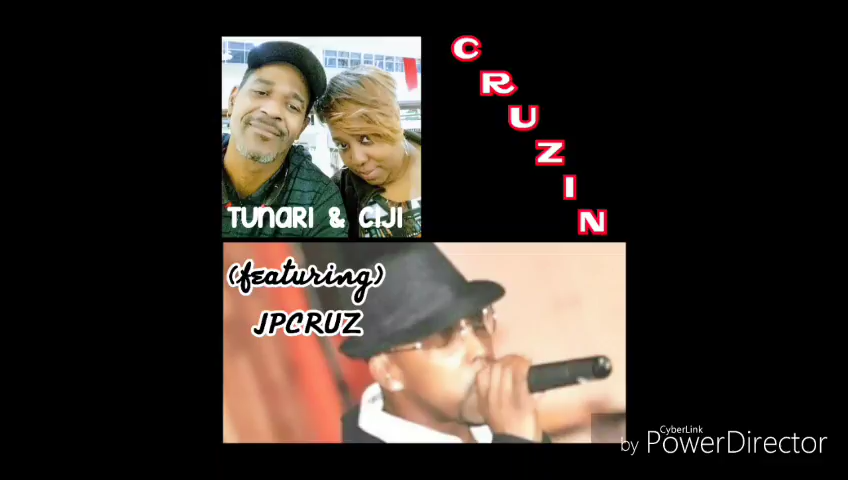 CRUZIN
TUNARI & CIJI
(featuring)
JPCRUZ
CyberLink
by PowerDirector